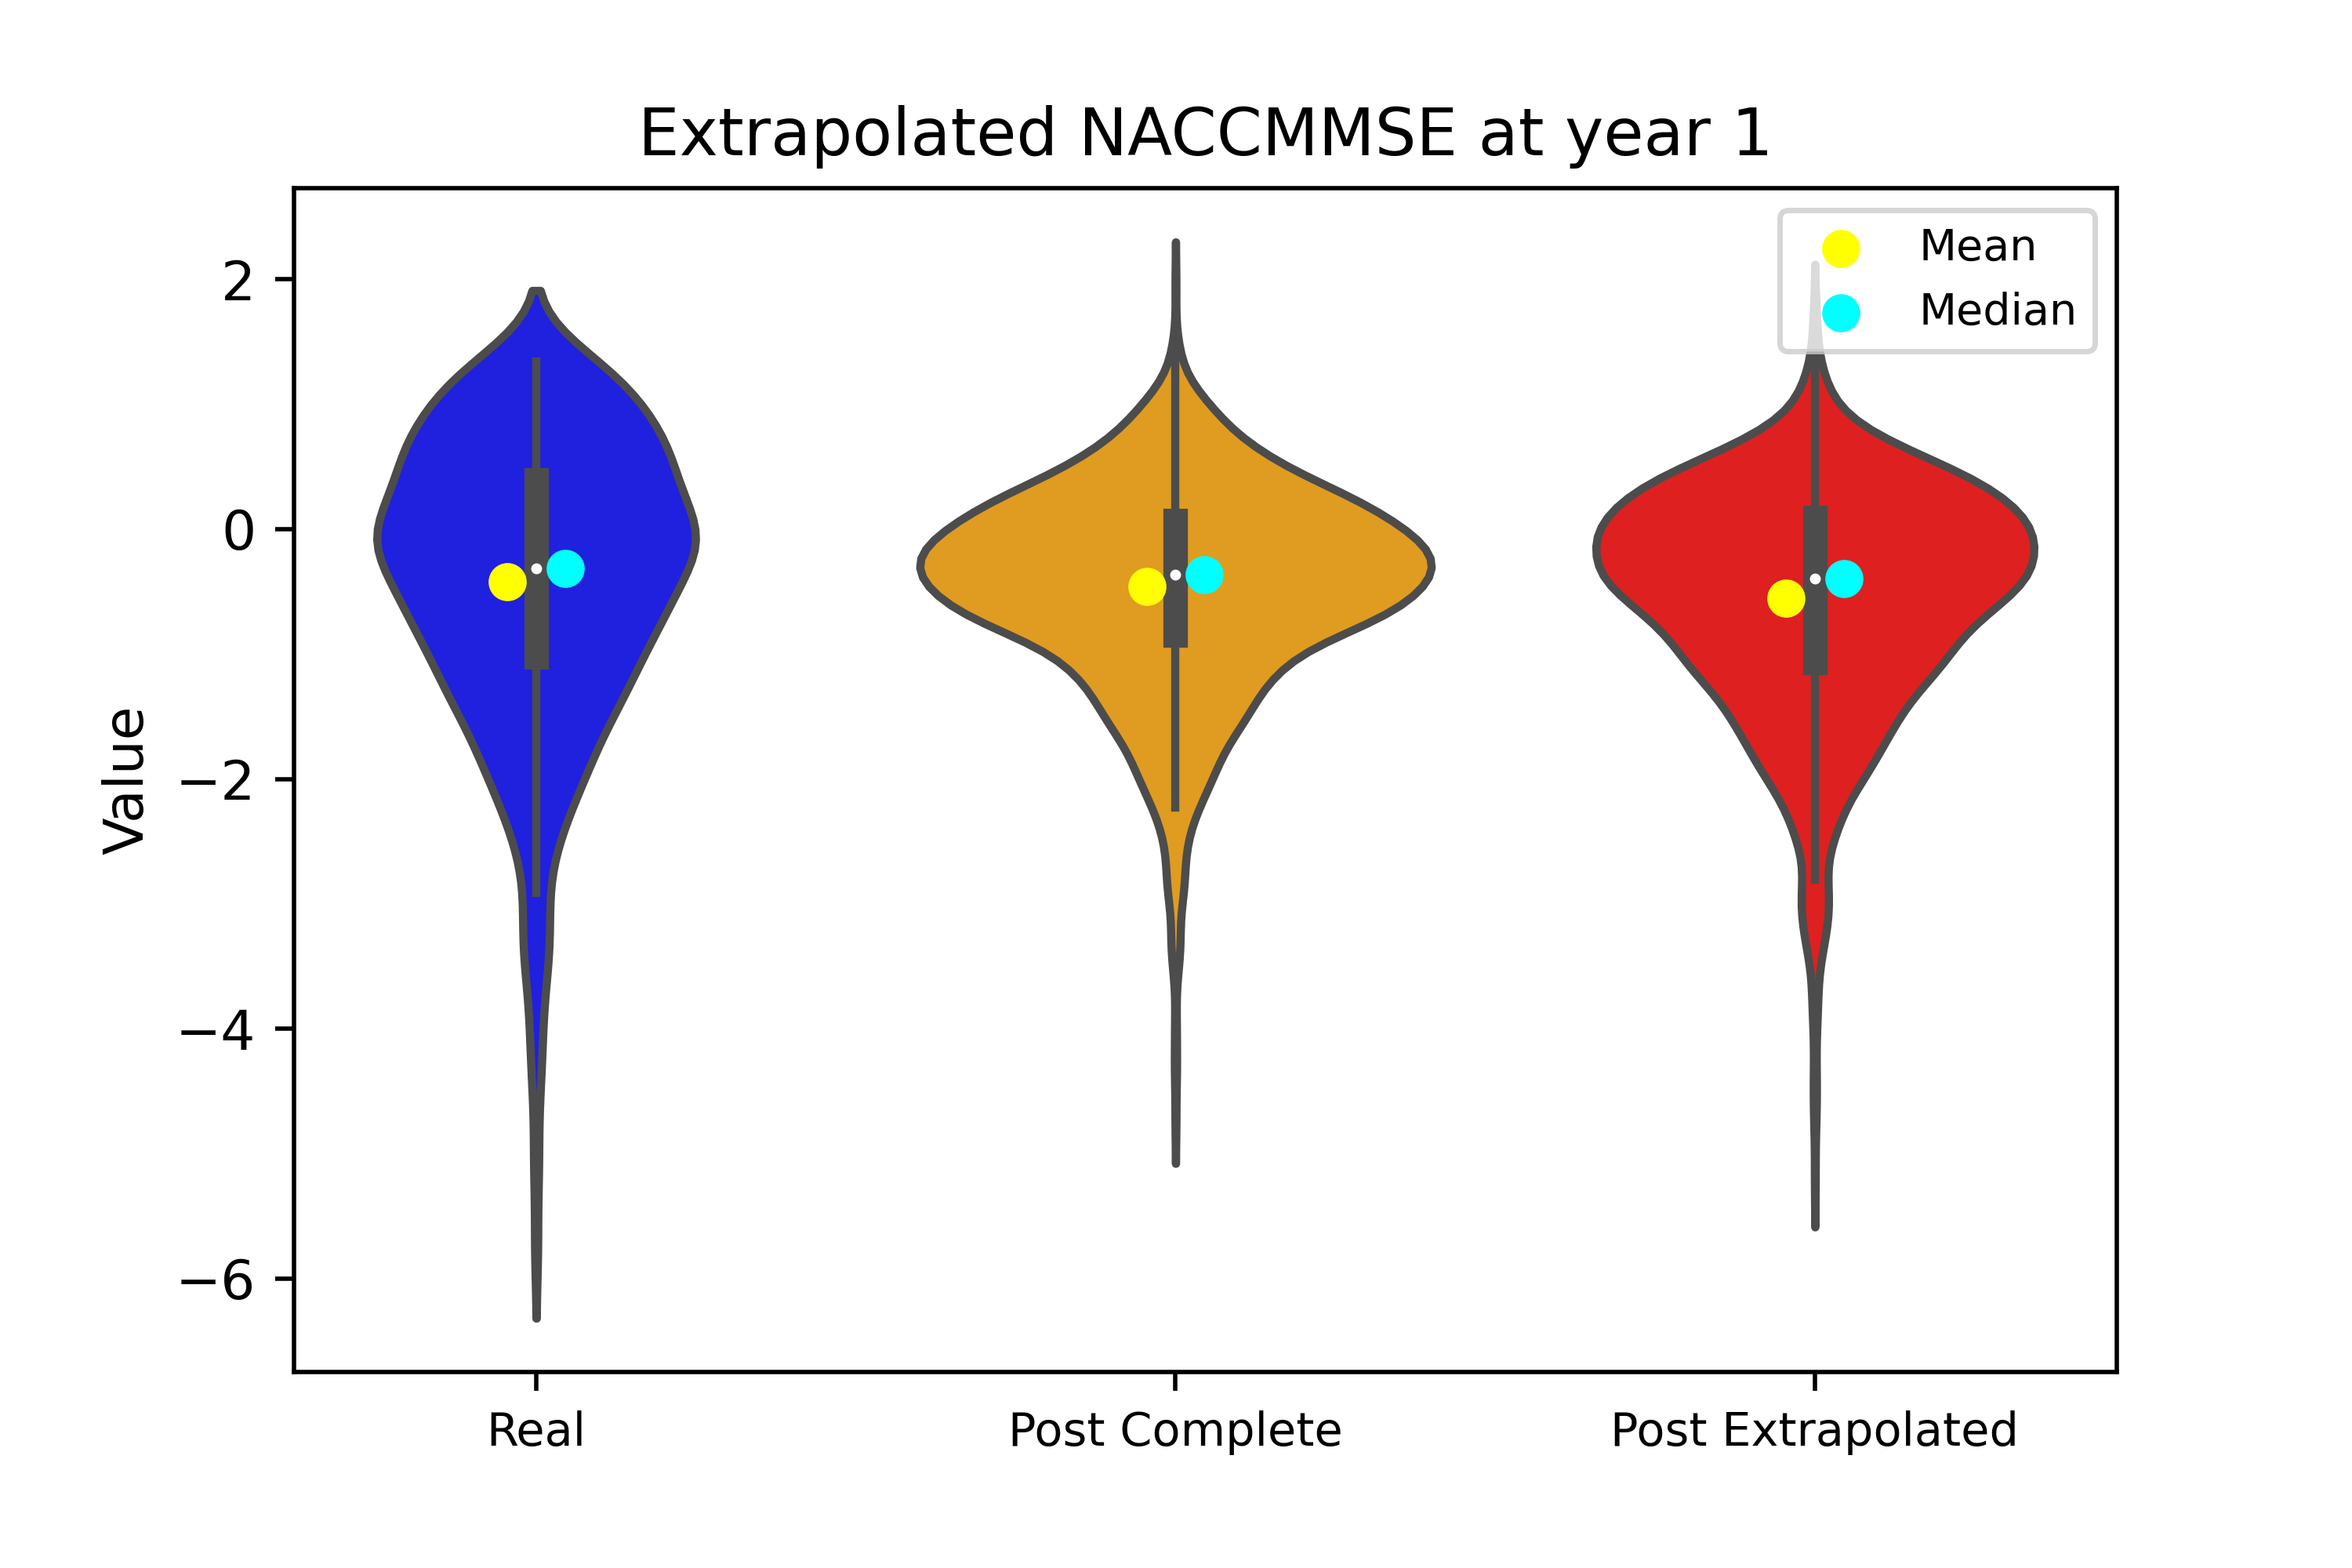 Extrapolated NACCMMSE at year 1
Mean
Median
2
0
−2
−4
−6
Value
Real
Post Complete
Post Extrapolated